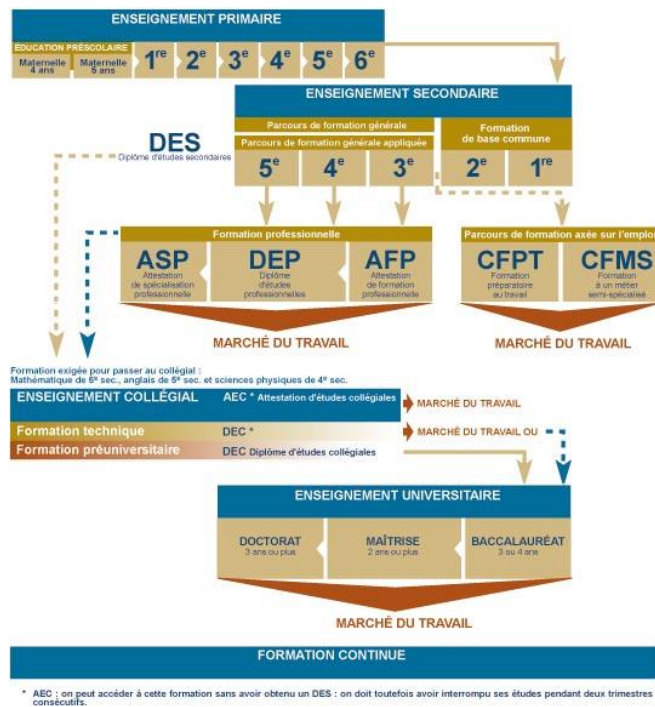 ENSEIGNEMENT PRIMAIRE
ÉDUCATION PRÉSCOLAIRE
Maternelle 4 ans
Maternelle 5 ans
1re 2e 3e 4e 5e 6e
ENSEIGNEMENT SECONDAIRE
Parcours de formation générale
Parcours de formation générale appliquée
Formation de base commune
5e 4e 3e 2e 1re
DES
Diplôme d'études secondaires
Formation professionnelle
ASP
Attestation de spécialisation professionnelle
DEP
Diplôme d'études professionnelles
AFP
Attestation de formation professionnelle
Parcours de formation axée sur l'emploi
CFPT
Formation préparatoire au travail
CFMS
Formation à un métier semi-spécialisé
MARCHÉ DU TRAVAIL
MARCHÉ DU TRAVAIL
Formation exigée pour passer au collégial :
Mathématique de 5e sec., anglais de 5e sec. et sciences physiques de 4e sec.
ENSEIGNEMENT COLLÉGIAL AEC * Attestation d'études collégiales MARCHÉ DU TRAVAIL
Formation technique DEC * MARCHÉ DU TRAVAIL OU
Formation préuniversitaire DEC Diplôme d'études collégiales
ENSEIGNEMENT UNIVERSITAIRE
DOCTORAT
3 ans ou plus
MAÎTRISE
2 ans ou plus
BACCALAURÉAT
3 ou 4 ans
MARCHÉ DU TRAVAIL
FORMATION CONTINUE
* AEC : on peut accéder à cette formation sans avoir obtenu un DES : on doit toutefois avoir interrompu ses études pendant deux trimestres
consécutifs.